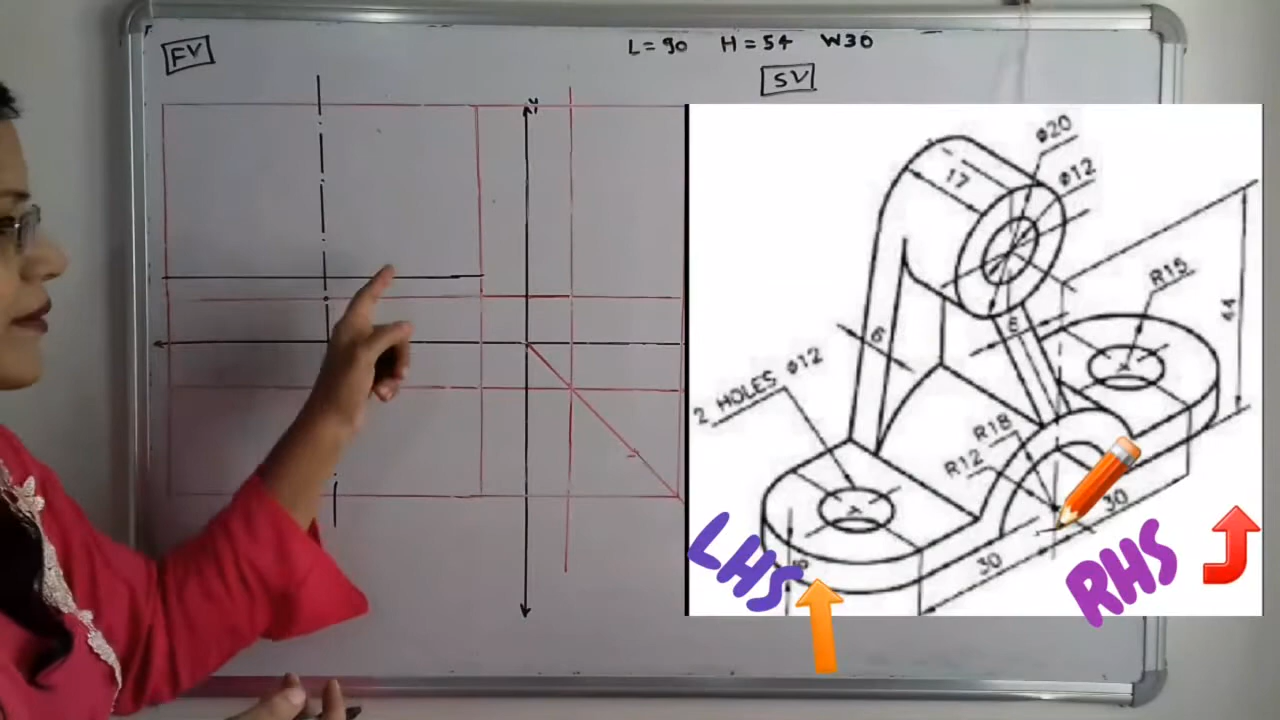 FV
L=90 H=54 W30
SV
Y
ø20
ø12
17
R15
44
6
8
2 HOLES ø12
R18
R12
30
30
LHS
RHS